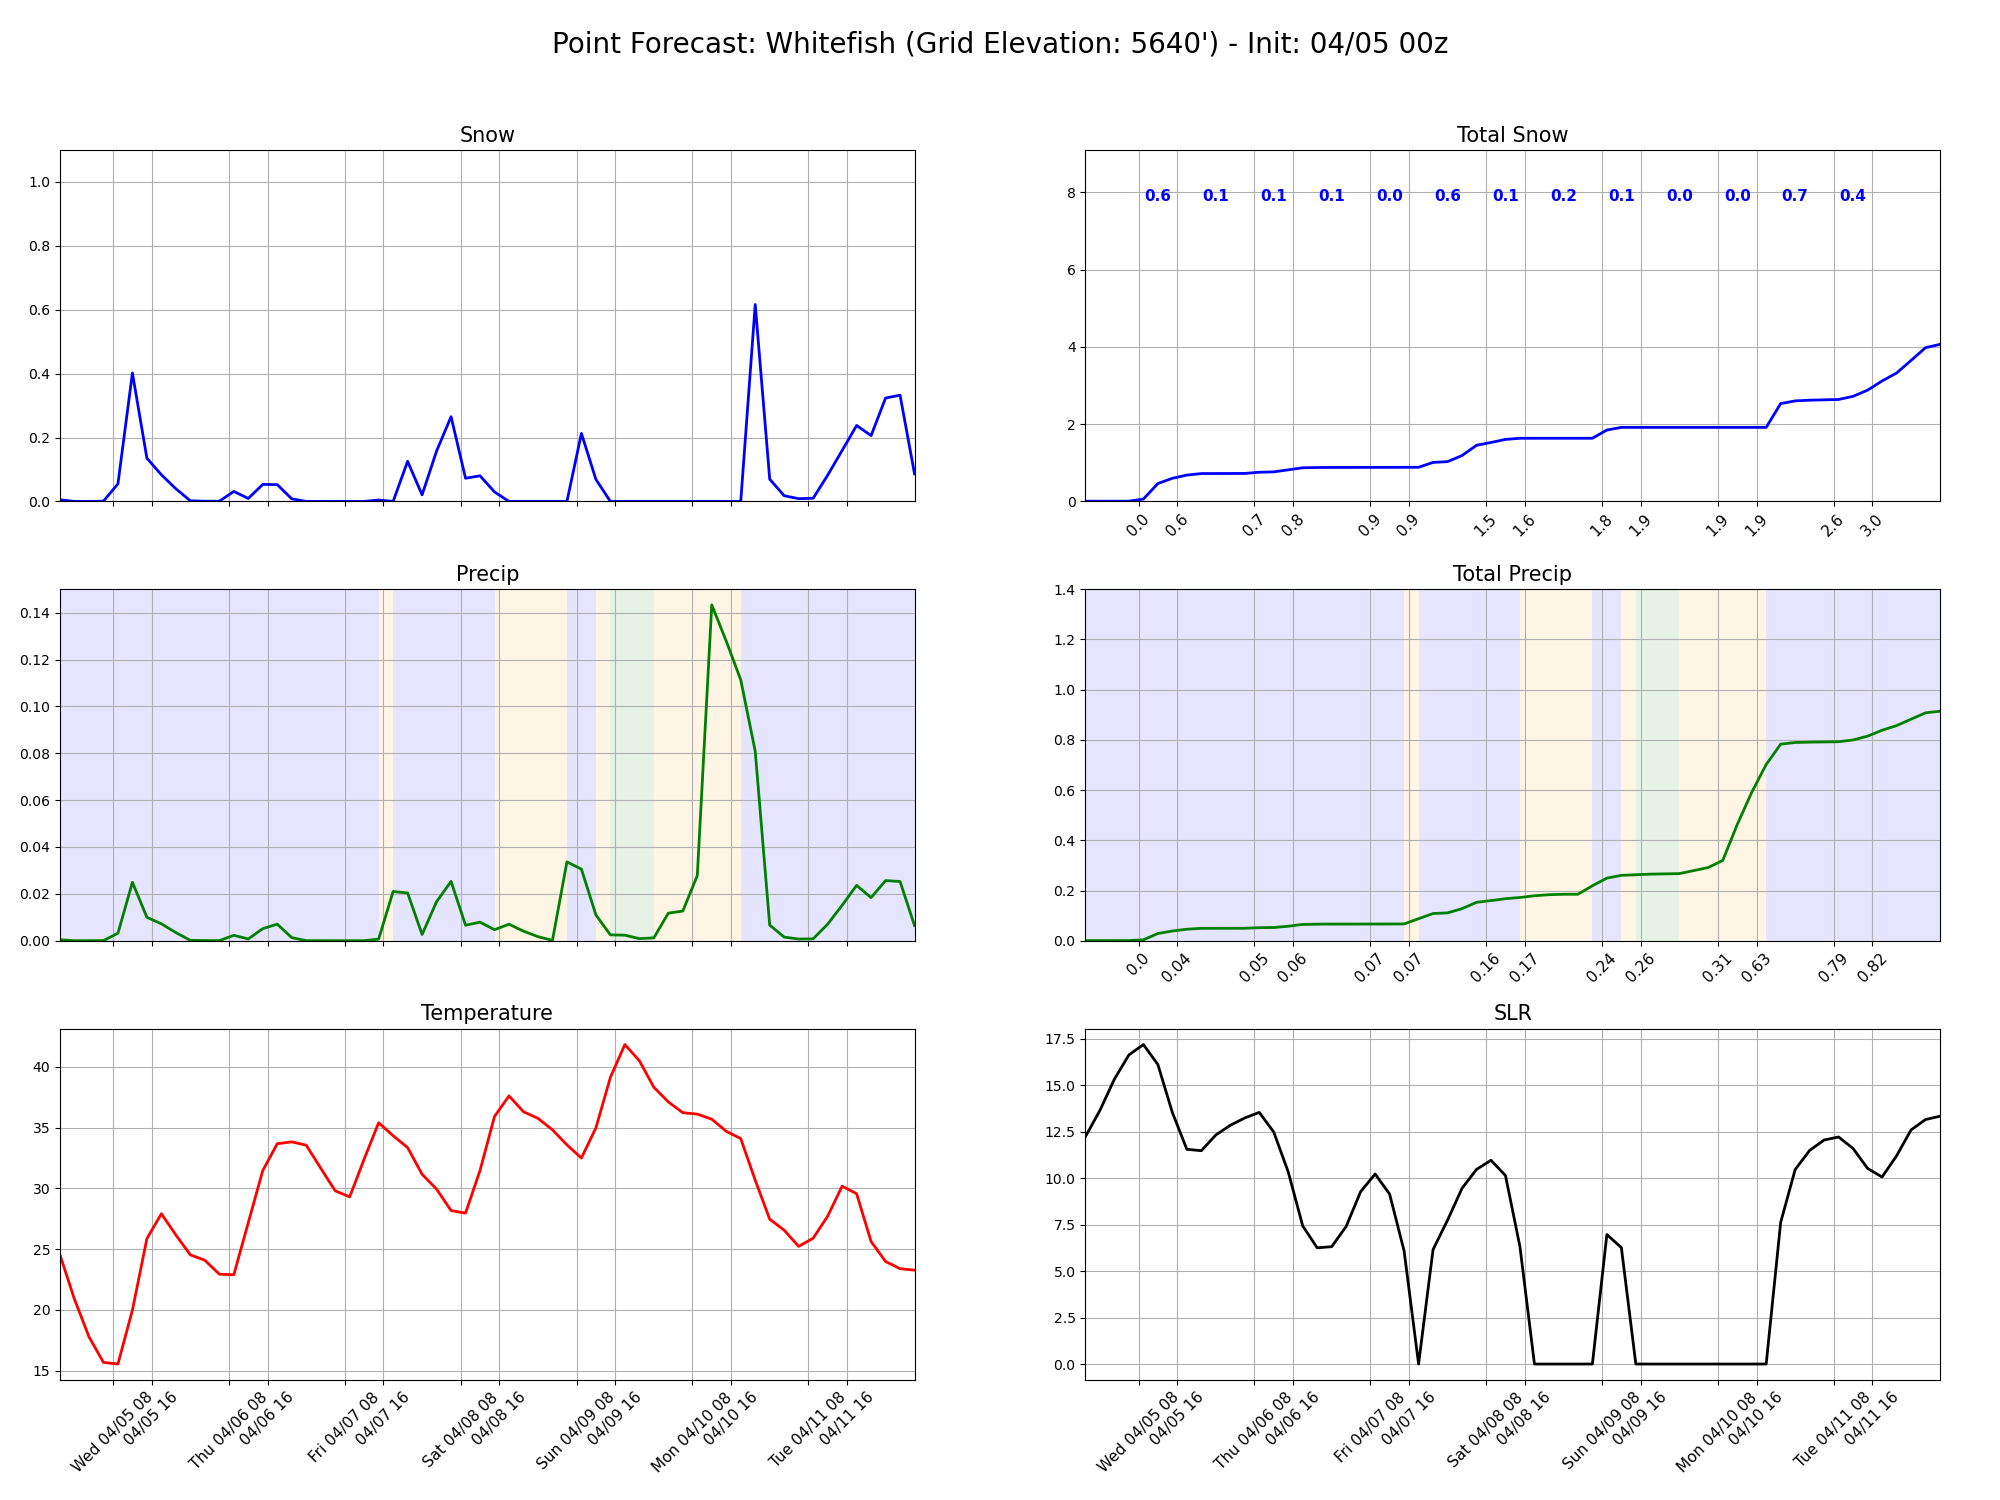 Point Forecast: Whitefish (Grid Elevation: 5640') - Init: 04/05 00z
Snow
1.0
0.8
0.6
0.4
0.2
0.0
Total Snow
8
6
4
2
0
0.6 0.1 0.1 0.1 0.0 0.6 0.1 0.2 0.1 0.0 0.0 0.7 0.4
0.0 0.6 0.7 0.8 0.9 0.9 1.5 1.6 1.8 1.9 1.9 1.9 2.6 3.0
Precip
0.14
0.12
0.10
0.08
0.06
0.04
0.02
0.00
Total Precip
1.4
1.2
1.0
0.8
0.6
0.4
0.2
0.0
0.0 0.04 0.05 0.06 0.07 0.07 0.16 0.17 0.24 0.26 0.31 0.63 0.79 0.82
Temperature
40
35
30
25
20
15
Wed 04/05 08
04/05 16
Thu 04/06 08
04/06 16
Fri 04/07 08
04/07 16
Sat 04/08 08
04/08 16
Sun 04/09 08
04/09 16
Mon 04/10 08
04/10 16
Tue 04/11 08
04/11 16
SLR
17.5
15.0
12.5
10.0
7.5
5.0
2.5
0.0
Wed 04/05 08
04/05 16
Thu 04/06 08
04/06 16
Fri 04/07 08
04/07 16
Sat 04/08 08
04/08 16
Sun 04/09 08
04/09 16
Mon 04/10 08
04/10 16
Tue 04/11 08
04/11 16